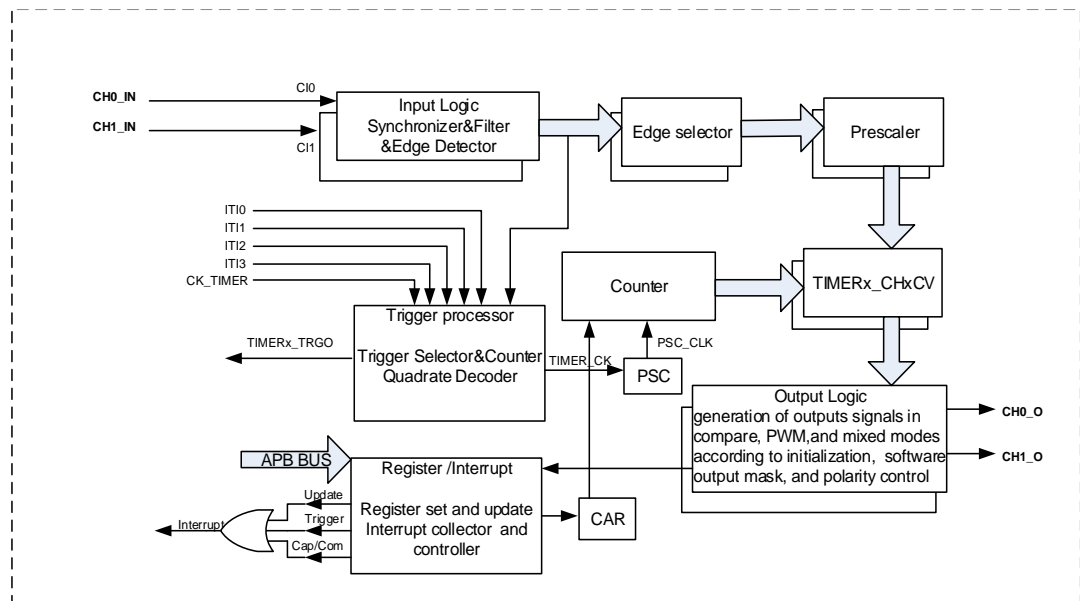 CH0_IN
CI0
CH1_IN
CI1
Input Logic
Synchronizer&Filter
&Edge Detector
Edge selector
Prescaler
ITI0
ITI1
ITI2
ITI3
CK_TIMER
Counter
TIMERx_CHxCV
Trigger processor
Trigger Selector&Counter
Quadrate Decoder
TIMERx_TRGO
TIMER_CK
PSC_CLK
PSC
Output Logic
generation of outputs signals in
compare, PWM,and mixed modes
according to initialization, software
output mask, and polarity control
CH0_O
CH1_O
APB BUS
Register /Interrupt
Register set and update
Interrupt collector and
controller
CAR
Update
Trigger
Cap/Com
Interrupt